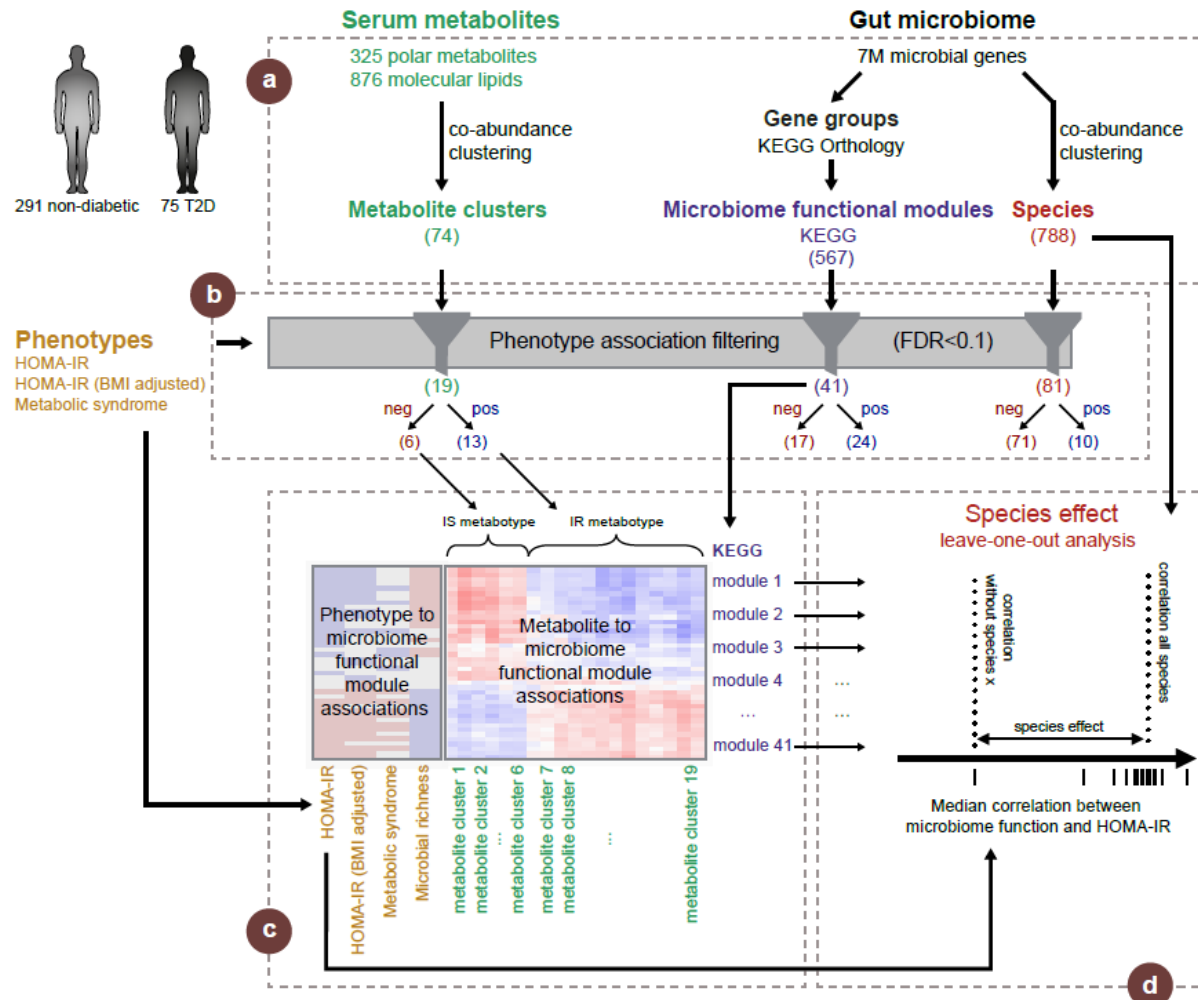 Serum metabolites
325 polar metabolites
876 molecular lipids
Gut microbiome
7M microbial genes
a
Gene groups
KEGG Orthology
co-abundance
clustering
co-abundance
clustering
291 non-diabetic
75 T2D
Metabolite clusters
(74)
Microbiome functional modules
KEGG
(567)
Species
(788)
b
Phenotypes
HOMA-IR
HOMA-IR (BMI adjusted)
Metabolic syndrome
Phenotype association filtering
(FDR<0.1)
(19)
neg
pos
(6)
(13)
(41)
neg
pos
(17)
(24)
(81)
neg
pos
(71)
(10)
IS metabotype
IR metabotype
KEGG
module 1
module 2
module 3
module 4
...
module 41
...
...
Phenotype to
microbiome
functional
module
associations
Metabolite to
microbiome
functional module
associations
HOMA-IR
HOMA-IR (BMI adjusted)
Metabolic syndrome
Microbial richness
metabolite cluster 1
metabolite cluster 2
...
metabolite cluster 6
metabolite cluster 7
metabolite cluster 8
...
metabolite cluster 19
c
Species effect
leave-one-out analysis
correlation
without species x
correlation all species
species effect
Median correlation between
microbiome function and HOMA-IR
d